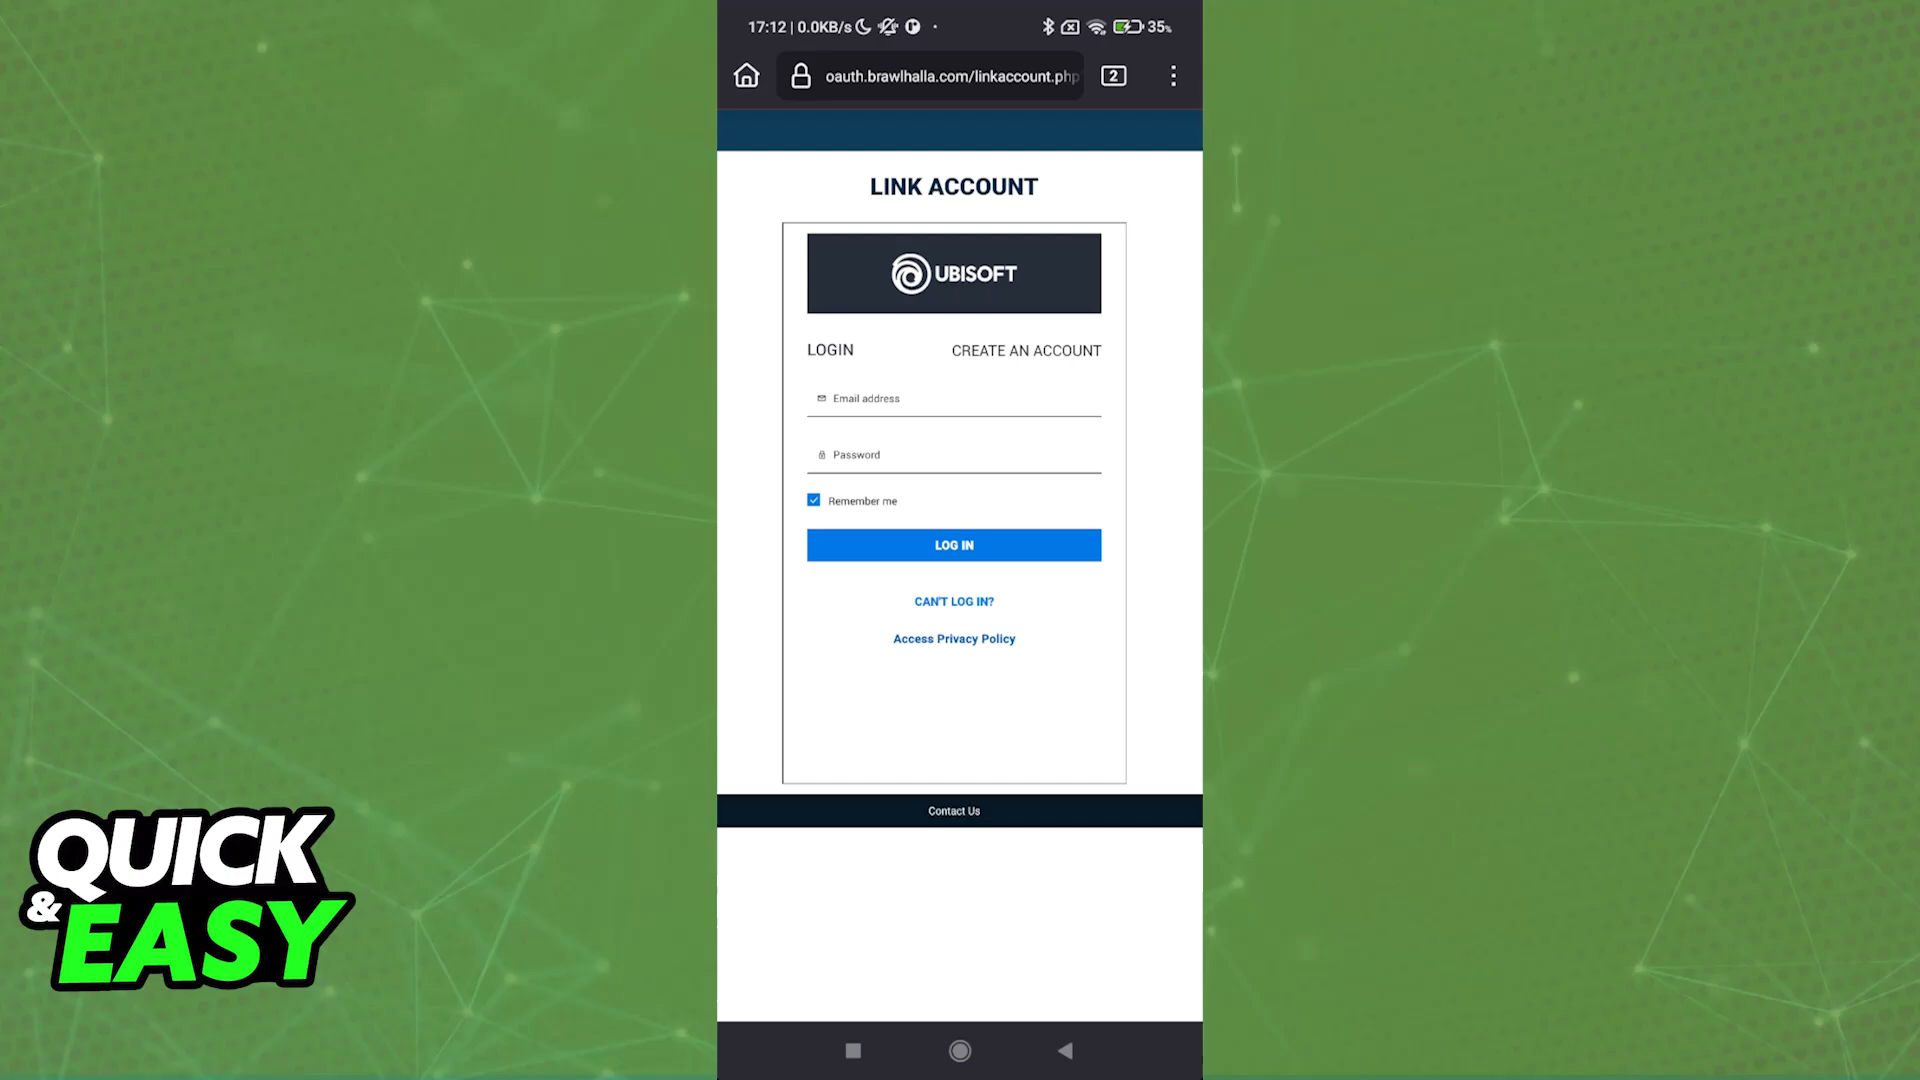 17:12 | 0.0KB/s
35%
oauth.brawlhalla.com/linkaccount.php
2
LINK ACCOUNT
UBISOFT
LOGIN
CREATE AN ACCOUNT
Email address
Password
Remember me
LOG IN
CAN'T LOG IN?
Access Privacy Policy
Contact Us
QUICK
& EASY